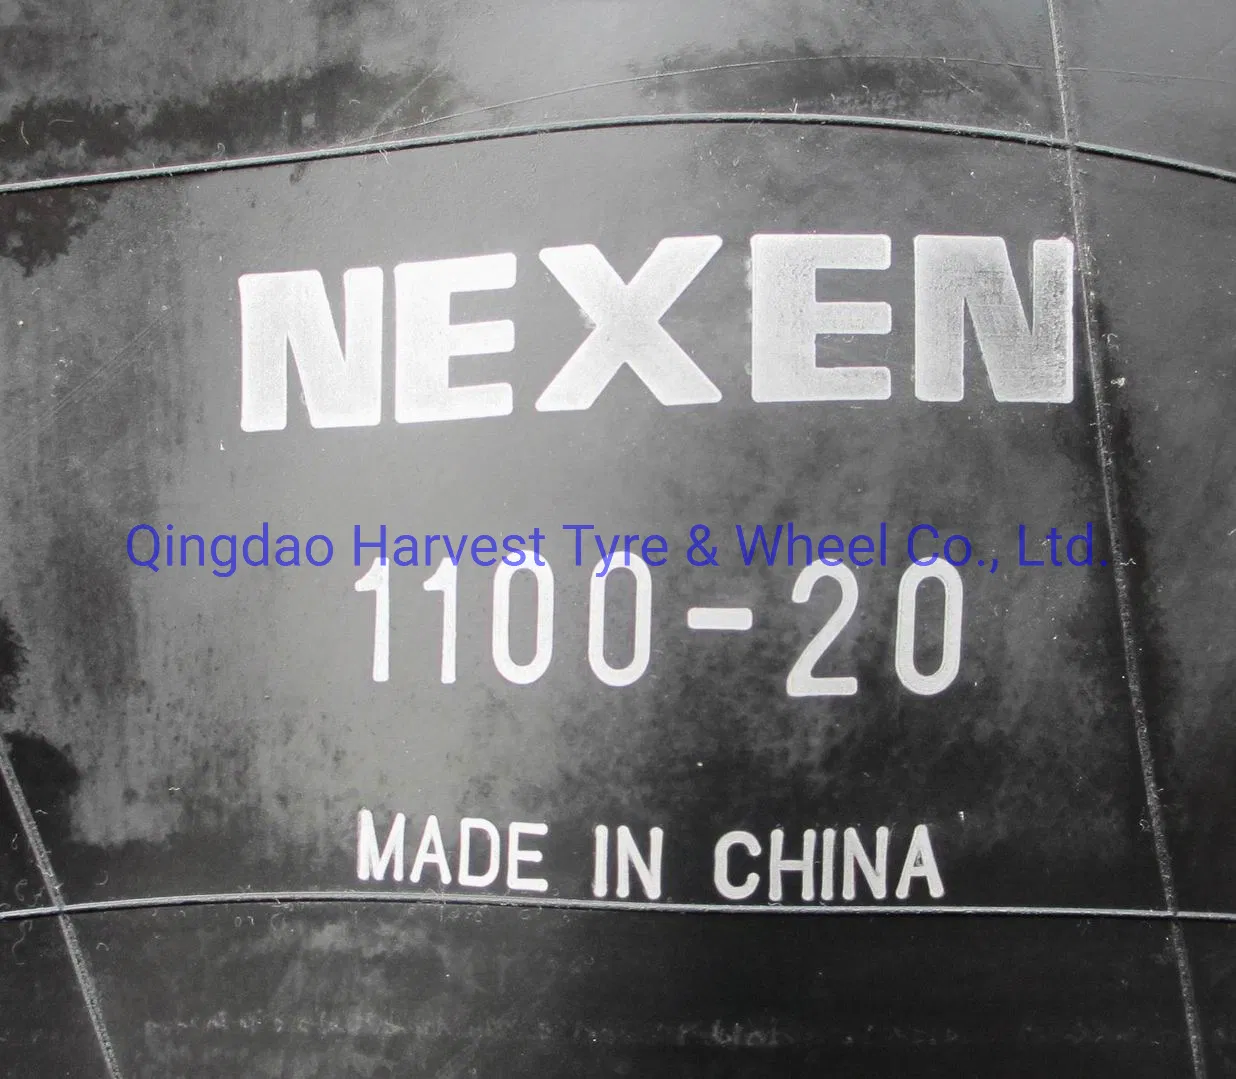 NEXEN
Qingdao Harvest Tyre & Wheel Co., Ltd.
1100-20
MADE IN CHINA